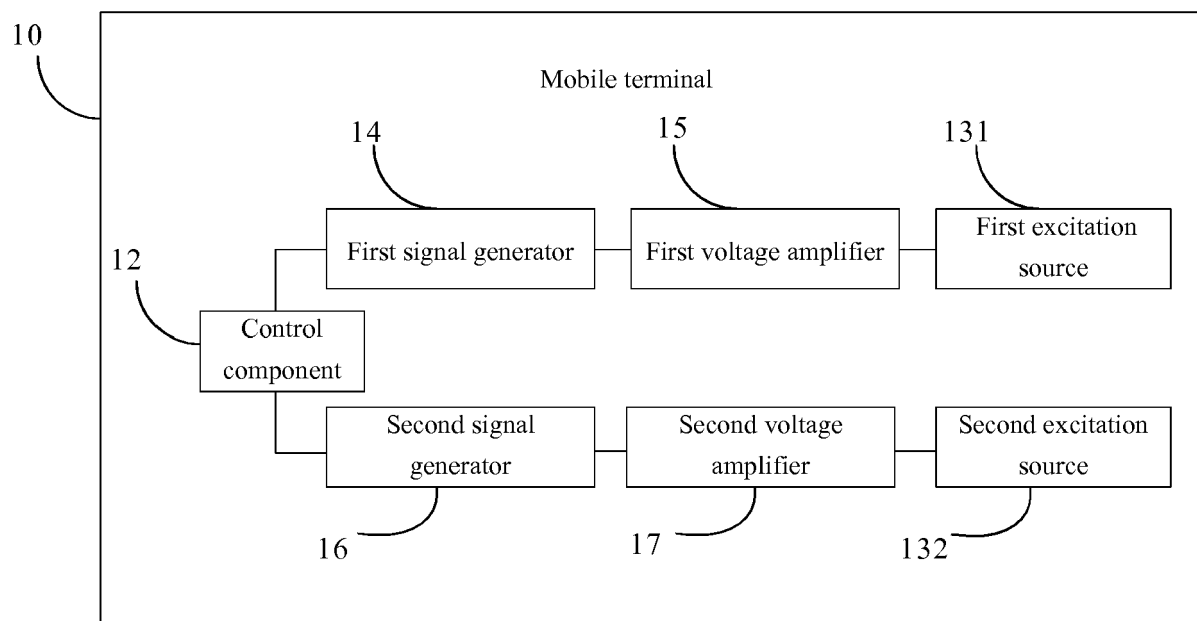 10
Mobile terminal
14
15
131
First signal generator
First voltage amplifier
First excitation
source
12
Control
component
Second signal
generator
Second voltage
amplifier
Second excitation
source
16
17
132